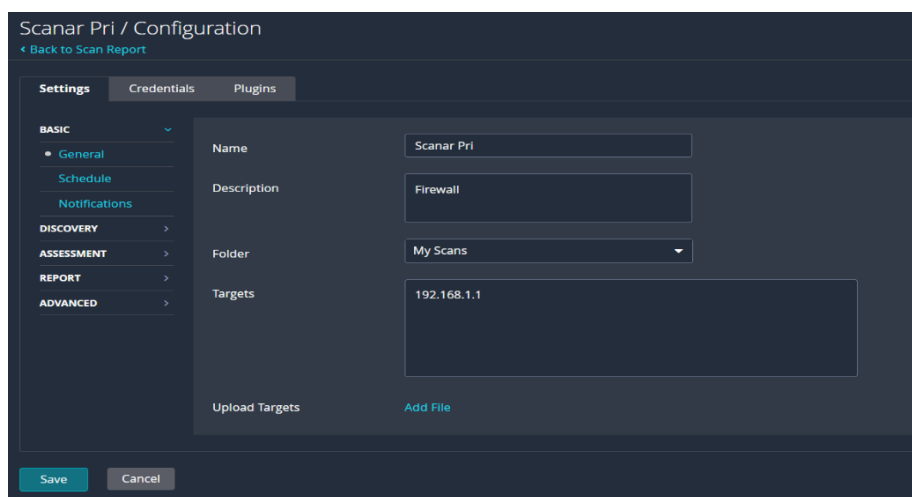 Scanar Pri / Configuration
Back to Scan Report
Settings Credentials Plugins
BASIC
General
Schedule
Notifications
DISCOVERY
ASSESSMENT
REPORT
ADVANCED
Name Scanar Pri
Description Firewall
Folder My Scans
Targets 192.168.1.1
Upload Targets Add File
Save Cancel